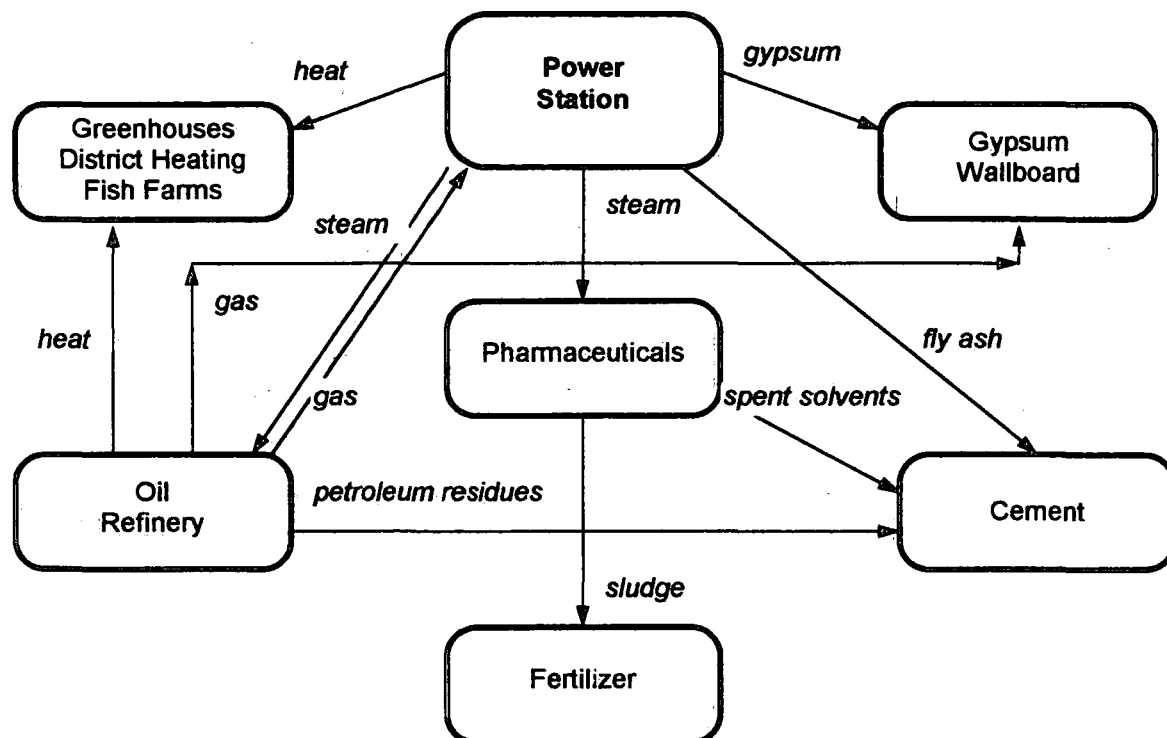 Power
Station
heat
gypsum
Greenhouses
District Heating
Fish Farms
Gypsum
Wallboard
steam
steam
gas
heat
Pharmaceuticals
fly ash
gas
spent solvents
Oil
Refinery
petroleum residues
Cement
sludge
Fertilizer